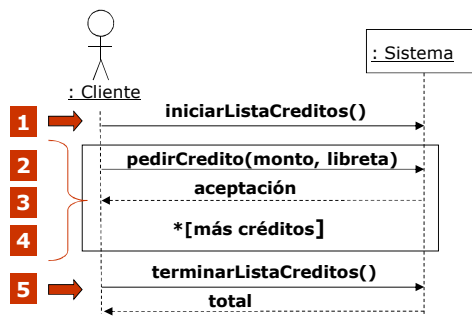 : Cliente
: Sistema
1
iniciarListaCreditos()
2
pedirCredito(monto, libreta)
3
aceptación
4
*[más créditos]
5
terminarListaCreditos()
total